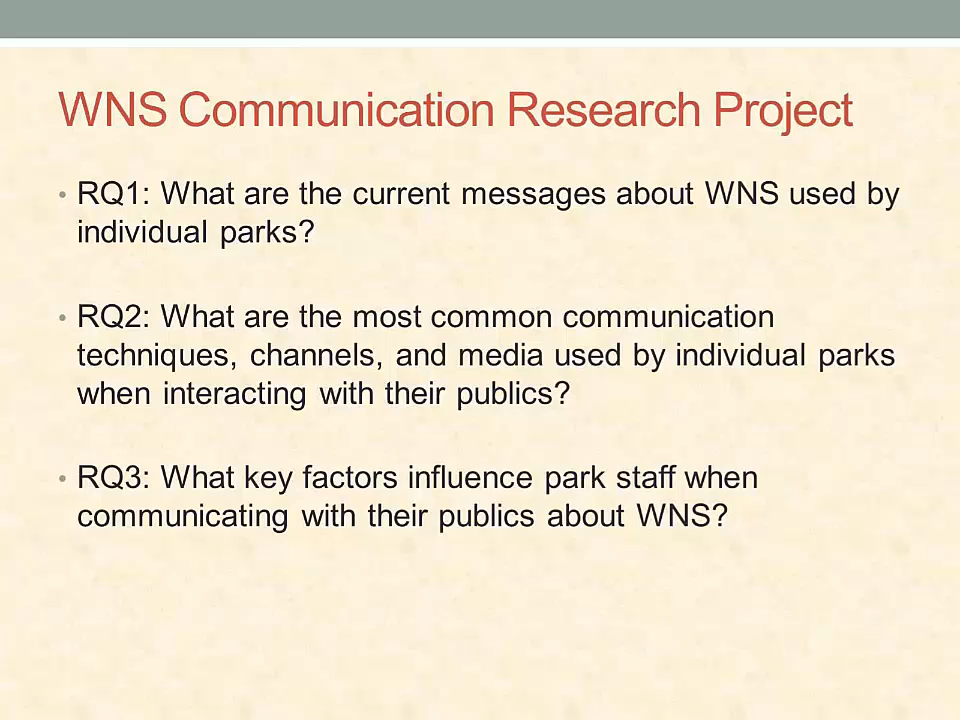 WNS Communication Research Project
• RQ1: What are the current messages about WNS used by
individual parks?
• RQ2: What are the most common communication
techniques, channels, and media used by individual parks
when interacting with their publics?
• RQ3: What key factors influence park staff when
communicating with their publics about WNS?